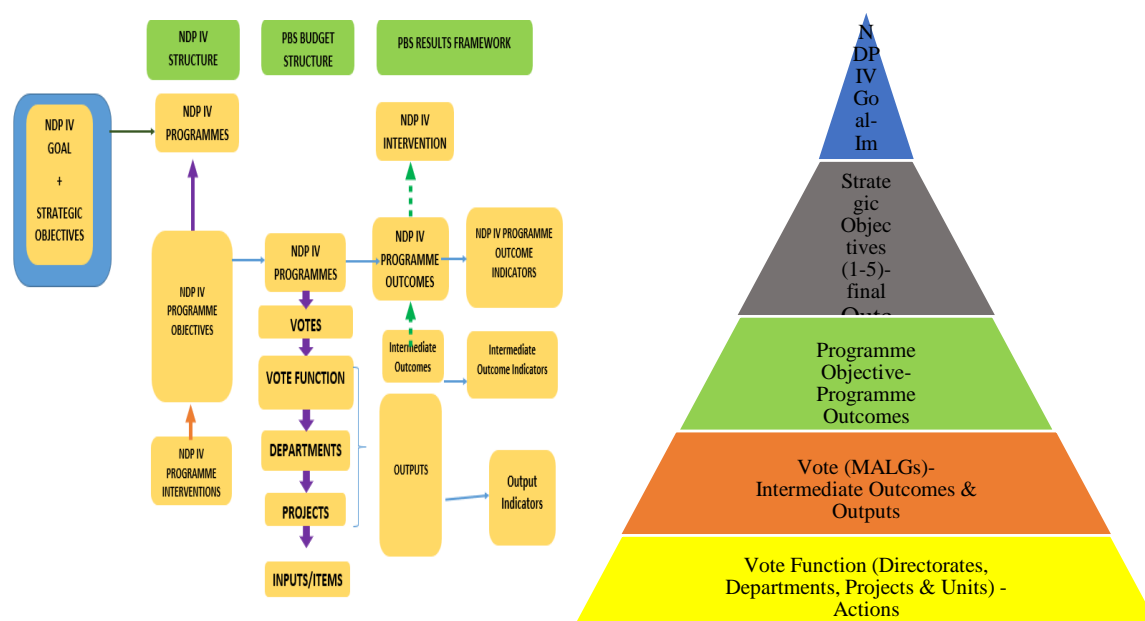 NDP IV
STRUCTURE
PBS BUDGET
STRUCTURE
PBS RESULTS FRAMEWORK
NDP IV
GOAL
+
STRATEGIC
OBJECTIVES
NDP IV
PROGRAMMES
NDP IV
PROGRAMME
OBJECTIVES
NDP IV
PROGRAMME
INTERVENTIONS
NDP IV
PROGRAMMES
VOTES
VOTE FUNCTION
DEPARTMENTS
PROJECTS
INPUTS/ITEMS
NDP IV
INTERVENTION
NDP IV
PROGRAMME
OUTCOMES
NDP IV PROGRAMME
OUTCOME
INDICATORS
Intermediate
Outcomes
Intermediate
Outcome Indicators
OUTPUTS
Output
Indicators
N
DP
IV
Go
al-
Im
Strate
gic
Objec
tives
(1-5)-
final
Outc
Programme
Objective-
Programme
Outcomes
Vote (MALGs)-
Intermediate Outcomes &
Outputs
Vote Function (Directorates,
Departments, Projects & Units) -
Actions